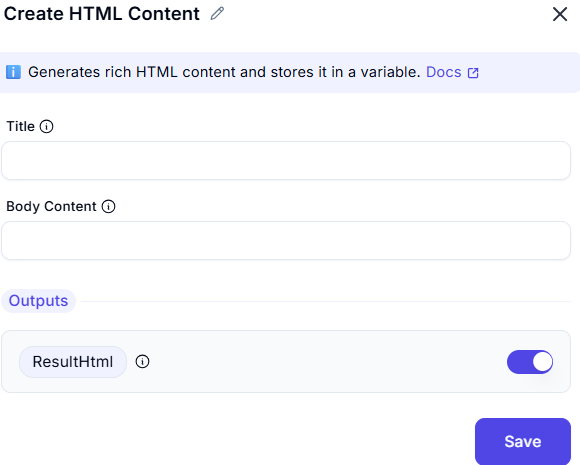 Create HTML Content
Generates rich HTML content and stores it in a variable. Docs
Title
Body Content
Outputs
ResultHtml
Save